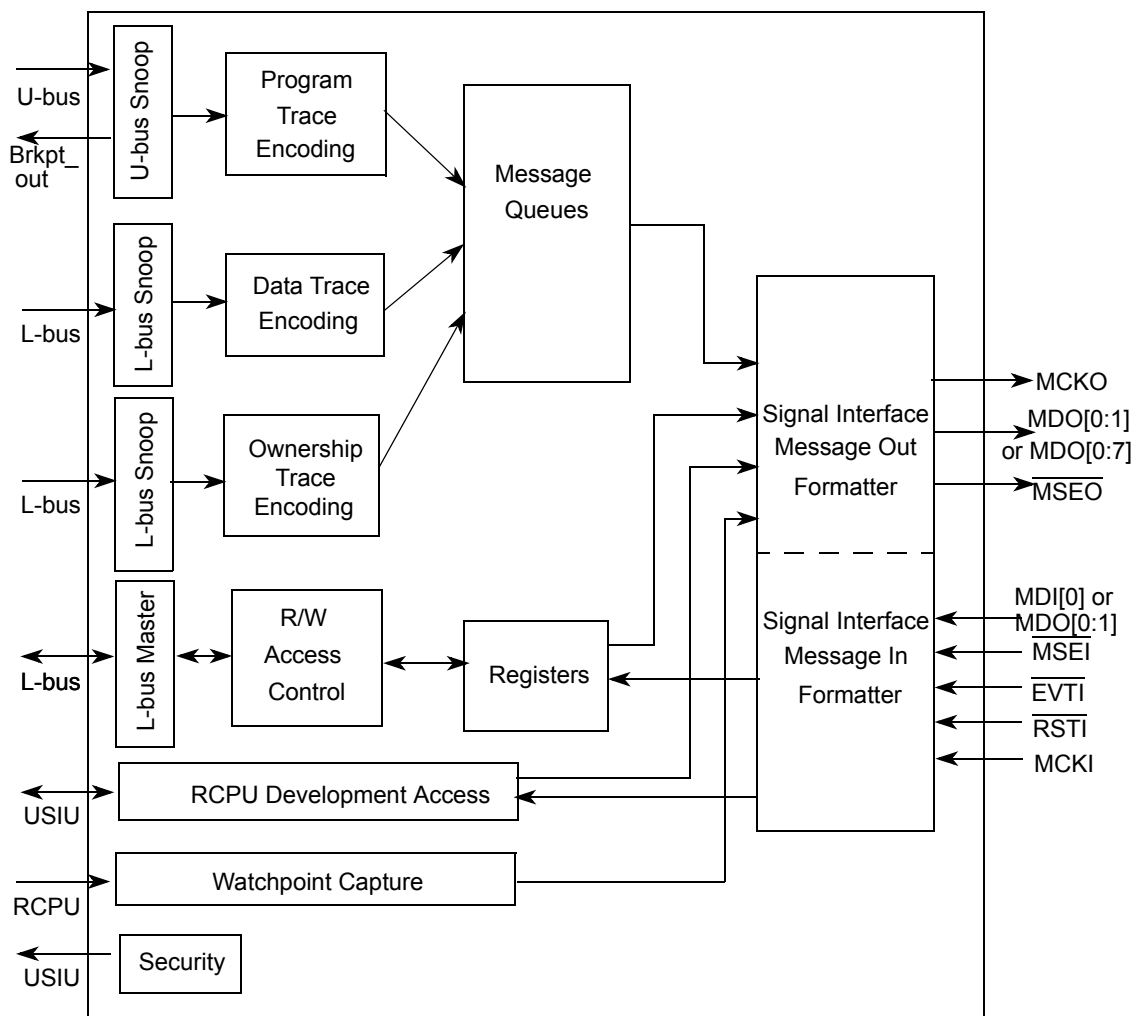 U-bus
Brkpt_
out
U-bus Snoop
Program
Trace
Encoding
Message
Queues
L-bus
L-bus Snoop
Data Trace
Encoding
L-bus
L-bus Snoop
Ownership
Trace
Encoding
Signal Interface
Message Out
Formatter
MCKO
MDO[0:1]
or MDO[0:7]
MSEO
L-bus
L-bus Master
R/W
Access
Control
Registers
Signal Interface
Message In
Formatter
MDI[0] or
MDO[0:1]
MSEI
EVTI
RSTI
MCKI
USIU
RCPU Development Access
RCPU
Watchpoint Capture
USIU
Security